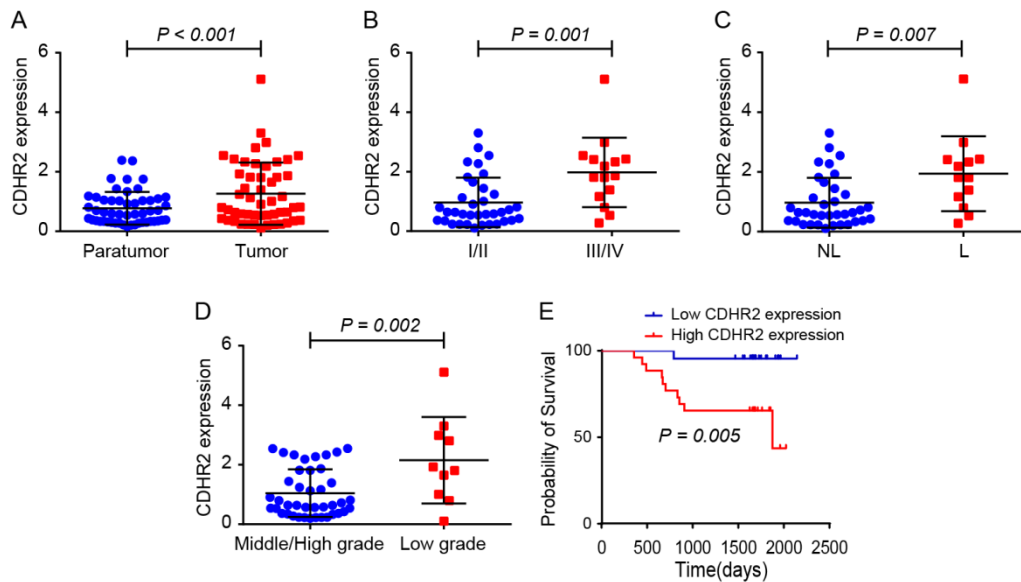 A
P < 0.001
CDHR2 expression
6
4
2
0
Paratumor Tumor
B
P = 0.001
CDHR2 expression
6
4
2
0
I/II III/IV
C
P = 0.007
CDHR2 expression
6
4
2
0
NL L
D
P = 0.002
CDHR2 expression
6
4
2
0
Middle/High grade Low grade
E
Low CDHR2 expression
High CDHR2 expression
Probability of Survival
100
50
0
P = 0.005
0 500 1000 1500 2000 2500
Time(days)